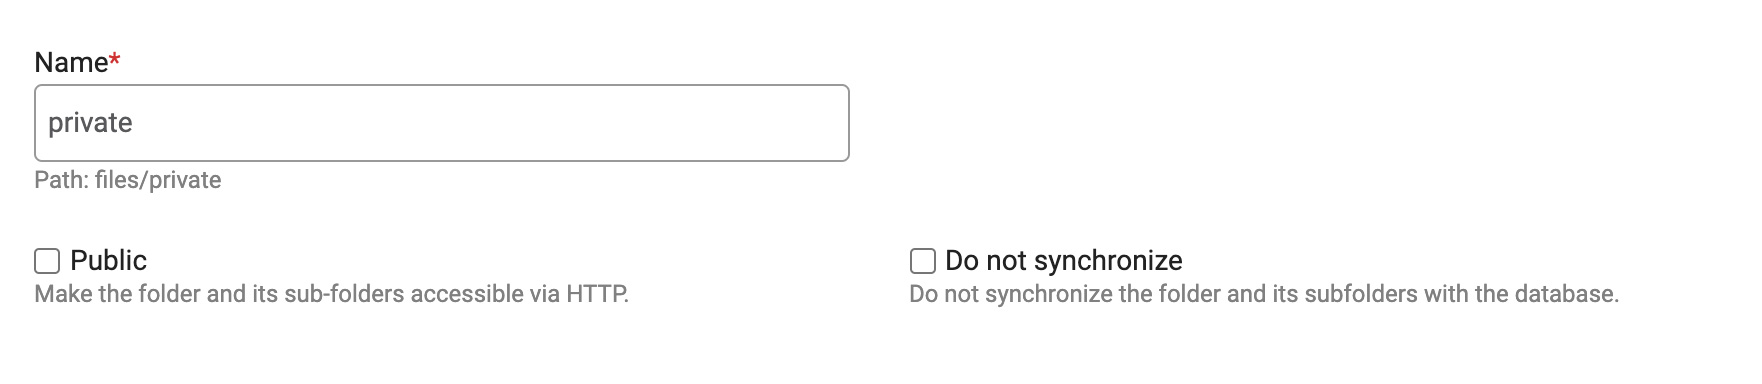 Name*
private
Path: files/private
Public
Make the folder and its sub-folders accessible via HTTP.
Do not synchronize
Do not synchronize the folder and its subfolders with the database.